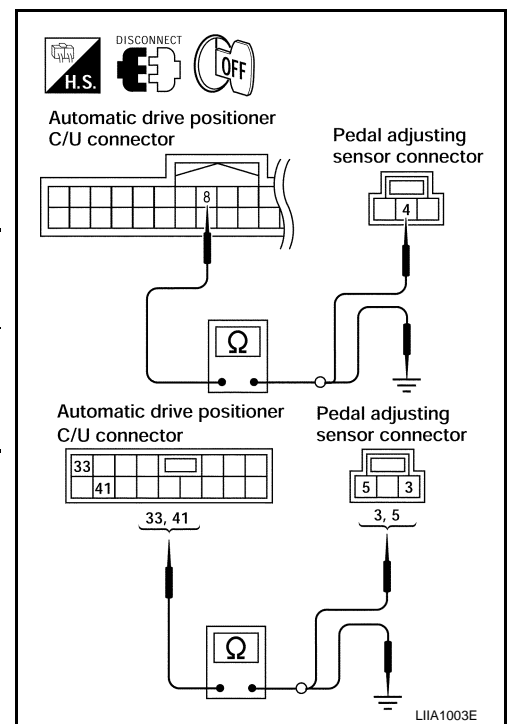 DISCONNECT
H.S.
OFF
Automatic drive positioner
C/U connector
Pedal adjusting
sensor connector
8
4
Ω
Automatic drive positioner
C/U connector
Pedal adjusting
sensor connector
33
41
5 3
33, 41
3, 5
Ω
LIIA1003E